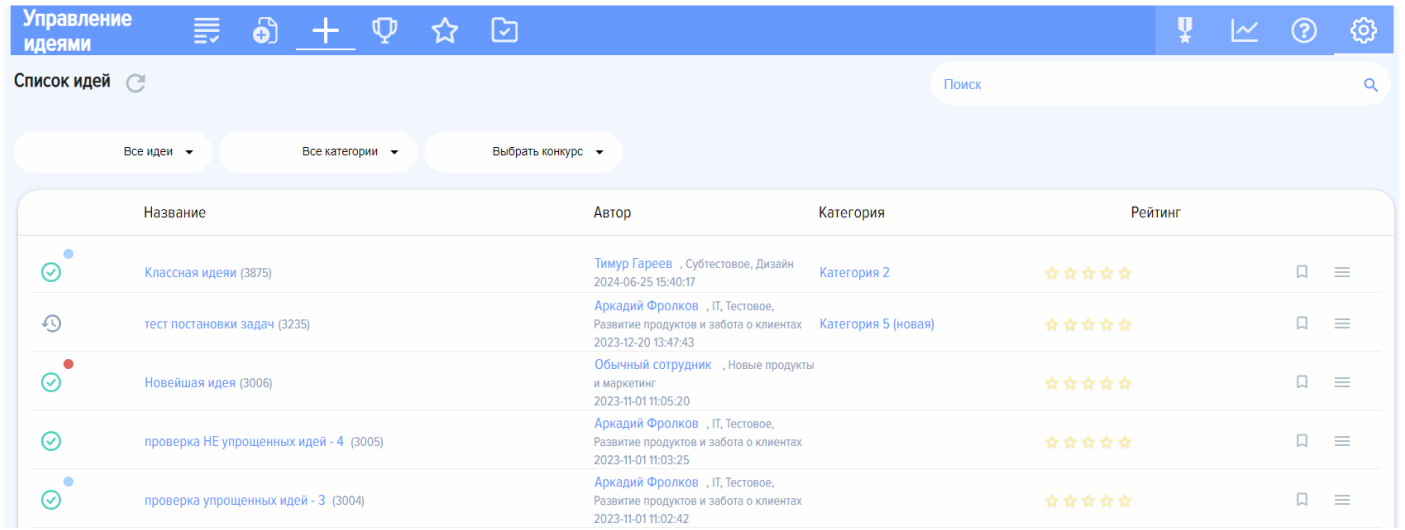 Управление
идеями
Список идей
Поиск
Все идеи
Все категории
Выбрать конкурс
Название
Автор
Категория
Рейтинг
Классная идеяи (3875)
Тимур Гареев , Субтестовое, Дизайн
2024-06-25 15:40:17
Категория 2
тест постановки задач (3235)
Аркадий Фролков , IT, Тестовое,
Развитие продуктов и забота о клиентах
2023-12-20 13:47:43
Категория 5 (новая)
Новейшая идея (3006)
Обычный сотрудник , Новые продукты
и маркетинг
2023-11-01 11:05:20
проверка НЕ упрощенных идей - 4 (3005)
Аркадий Фролков , IT, Тестовое,
Развитие продуктов и забота о клиентах
2023-11-01 11:03:25
проверка упрощенных идей - 3 (3004)
Аркадий Фролков , IT, Тестовое,
Развитие продуктов и забота о клиентах
2023-11-01 11:02:42